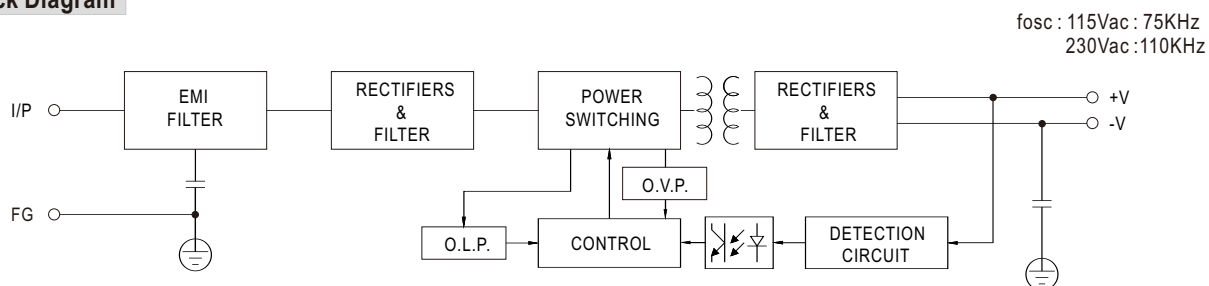 ck Diagram
fosc : 115Vac : 75KHz
230Vac :110KHz
I/P
EMI
FILTER
RECTIFIERS
&
FILTER
POWER
SWITCHING
RECTIFIERS
&
FILTER
+V
-V
O.V.P.
FG
O.L.P.
CONTROL
DETECTION
CIRCUIT